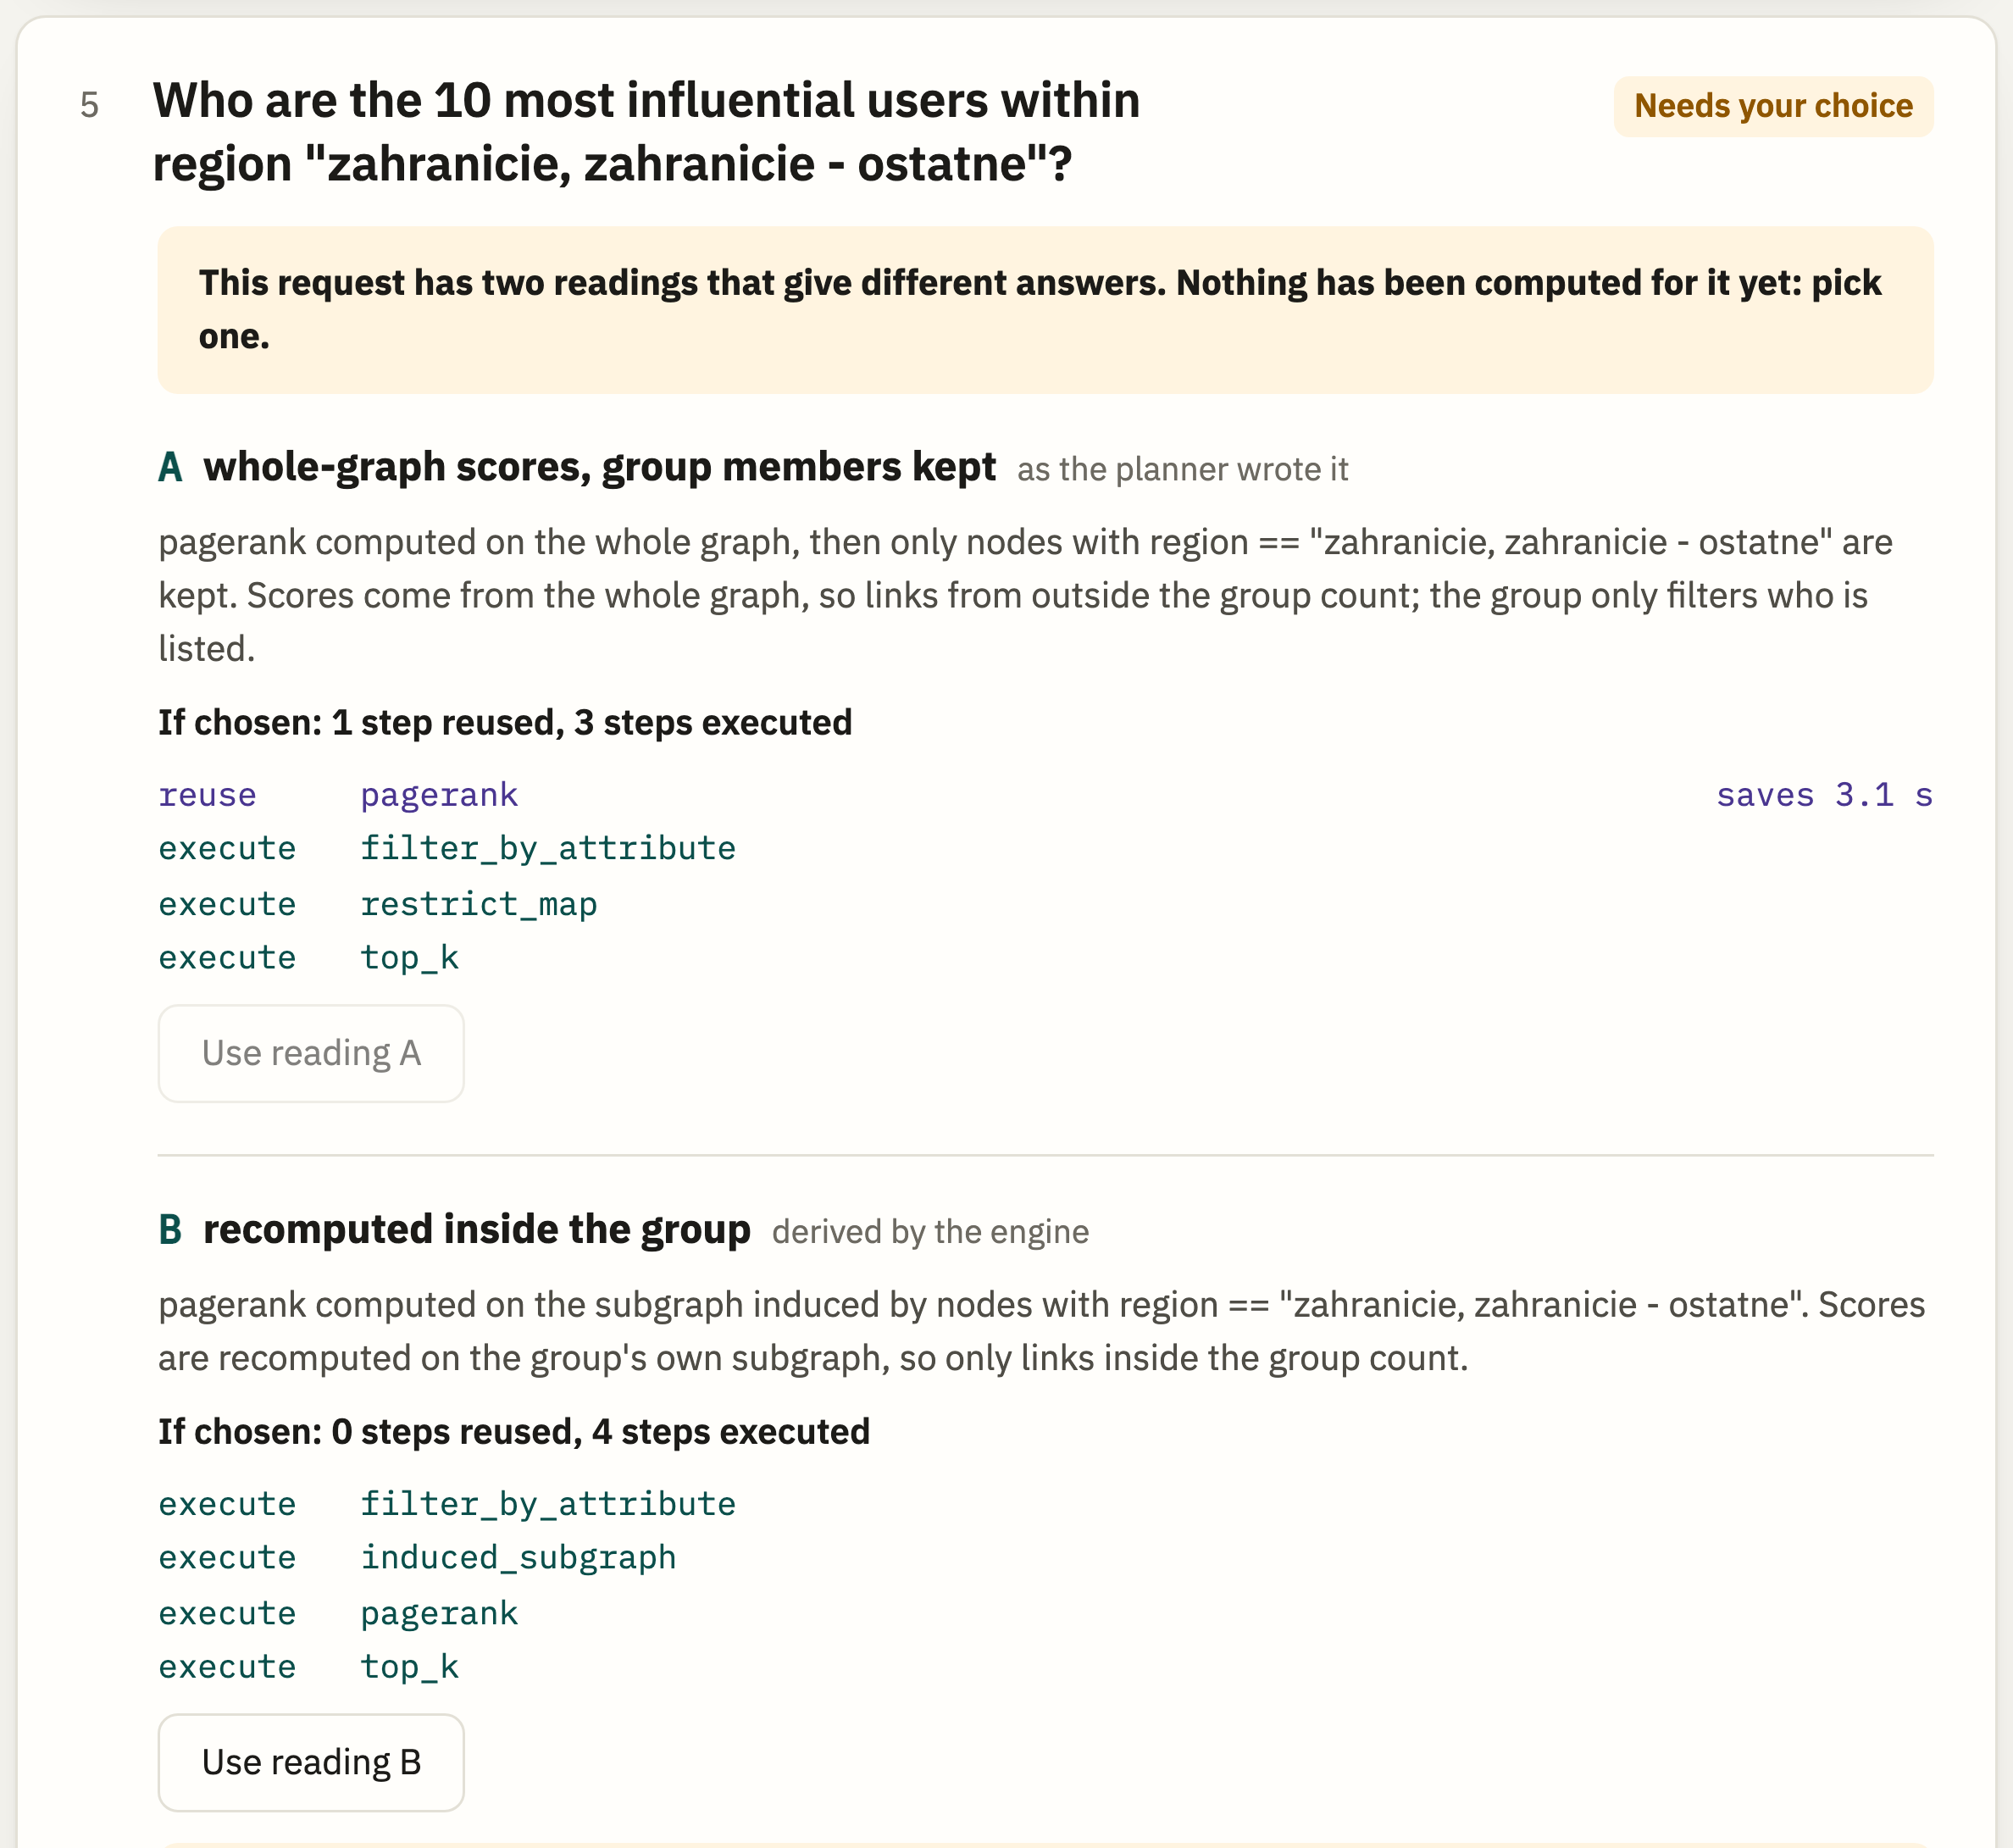 5
Who are the 10 most influential users within
region "zahranicie, zahranicie - ostatne"?
Needs your choice
This request has two readings that give different answers. Nothing has been computed for it yet: pick
one.
A whole-graph scores, group members kept as the planner wrote it
pagerank computed on the whole graph, then only nodes with region == "zahranicie, zahranicie - ostatne" are
kept. Scores come from the whole graph, so links from outside the group count; the group only filters who is
listed.
If chosen: 1 step reused, 3 steps executed
reuse pagerank saves 3.1 s
execute filter_by_attribute
execute restrict_map
execute top_k
Use reading A
B recomputed inside the group derived by the engine
pagerank computed on the subgraph induced by nodes with region == "zahranicie, zahranicie - ostatne". Scores
are recomputed on the group's own subgraph, so only links inside the group count.
If chosen: 0 steps reused, 4 steps executed
execute filter_by_attribute
execute induced_subgraph
execute pagerank
execute top_k
Use reading B